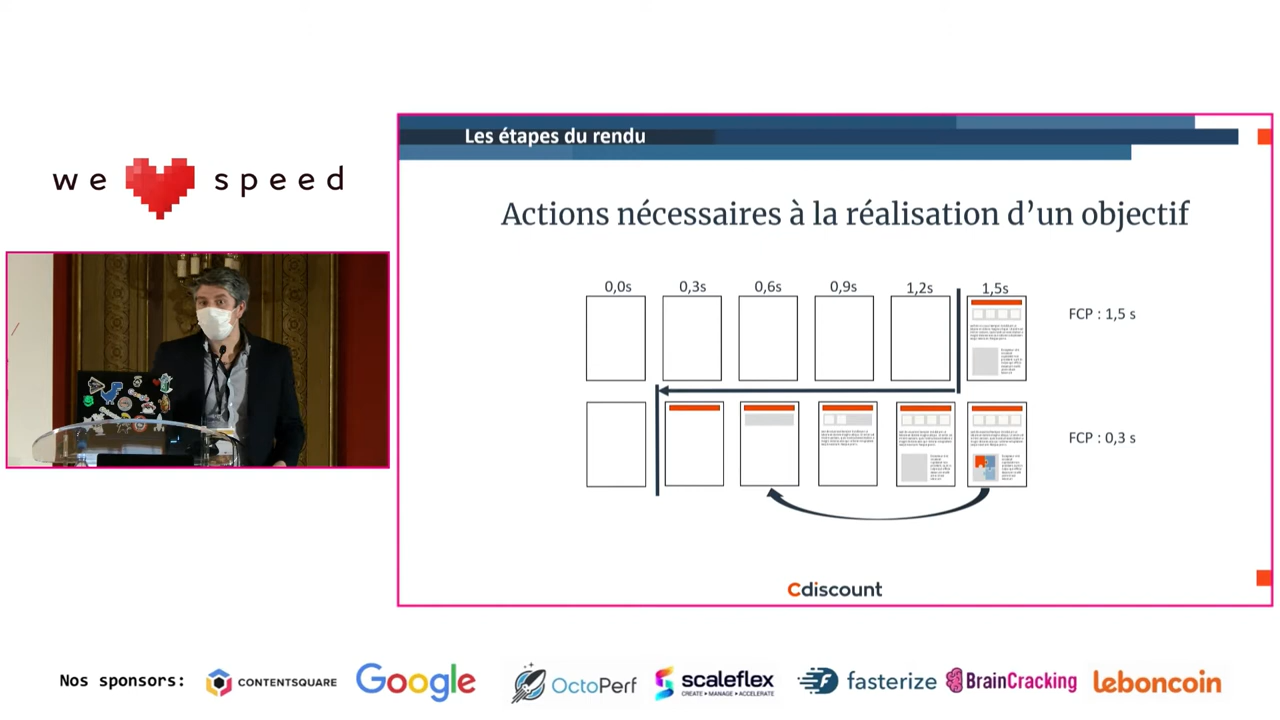 we speed
Les étapes du rendu
Actions nécessaires à la réalisation d'un objectif
0,0s 0,3s 0,6s 0,9s 1,2s 1,5s
FCP : 1,5 s
FCP : 0,3 s
Cdiscount
Nos sponsors: CONTENTSQUARE Google OctoPerf scaleflex fasterize BrainCracking leboncoin
CREATE • MANAGE • ACCELERATE